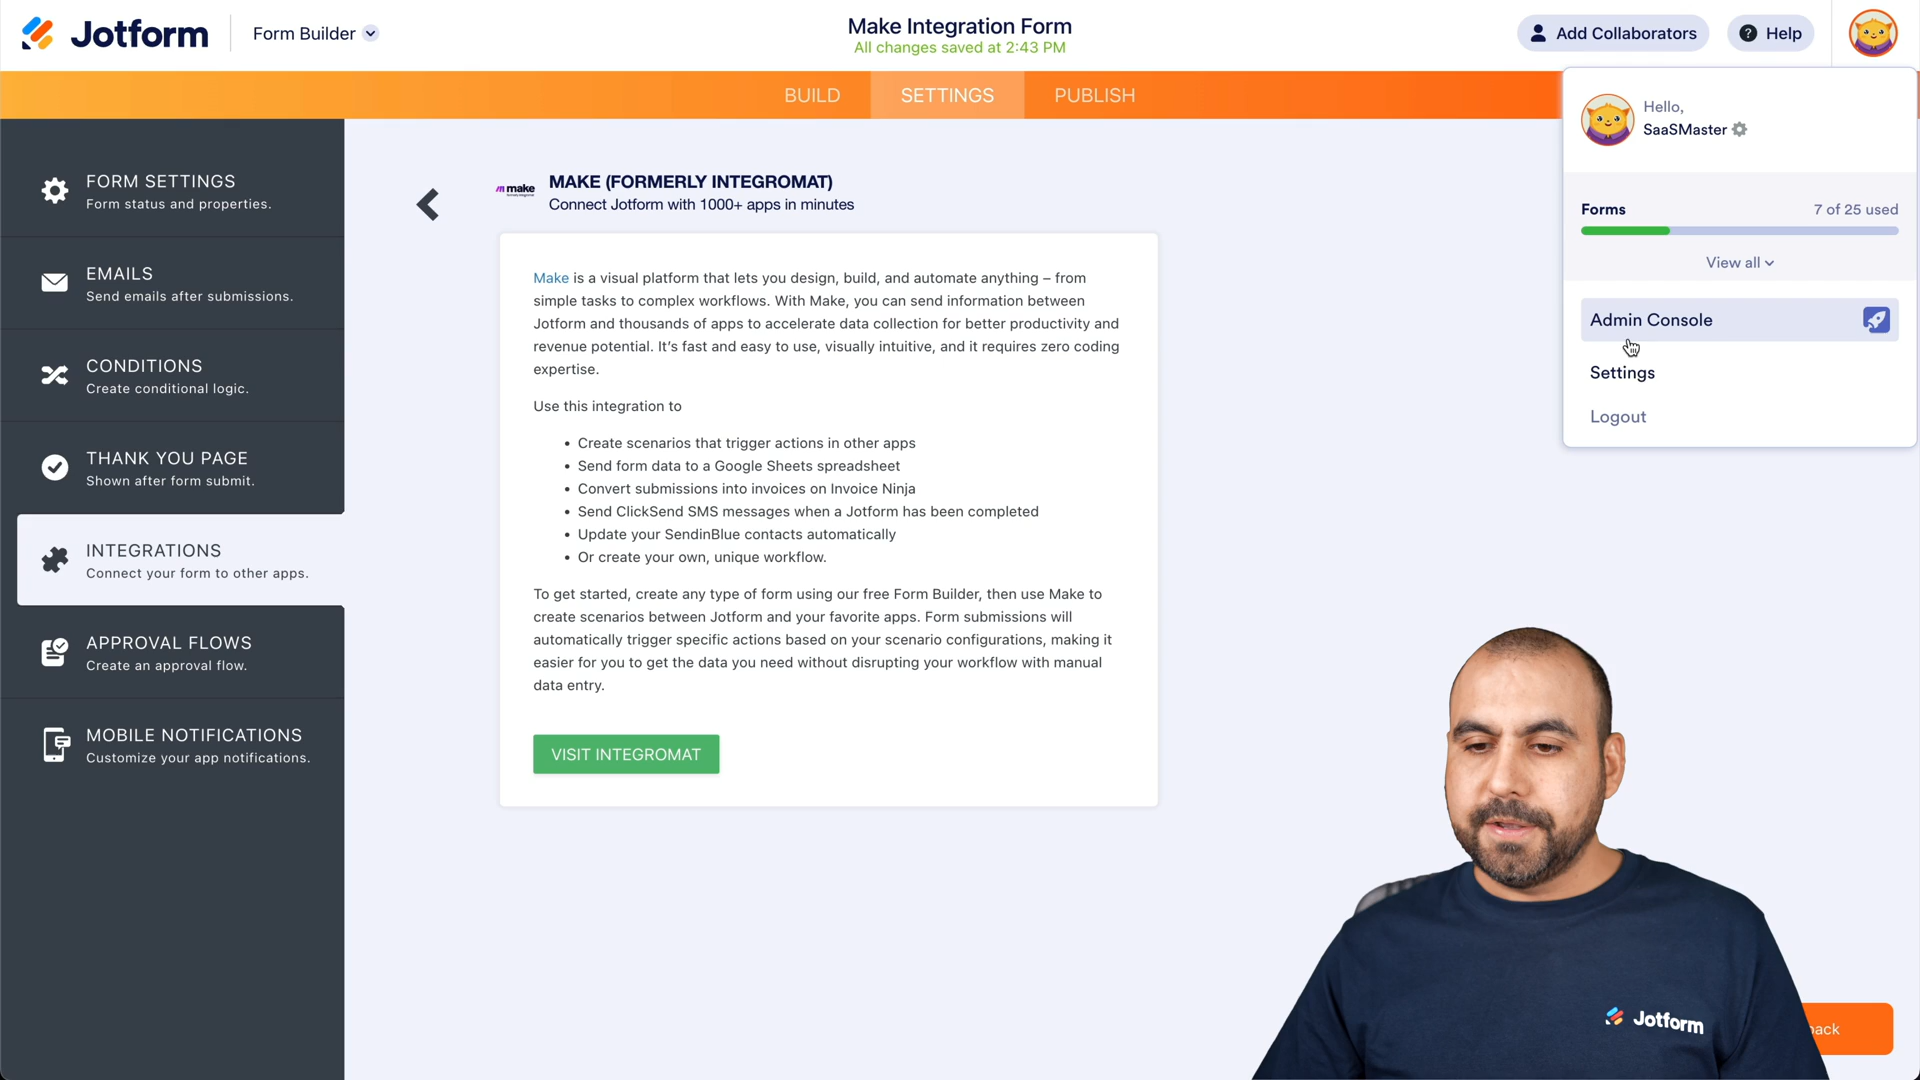 Jotform
Form Builder
Make Integration Form
All changes saved at 2:43 PM
Add Collaborators
? Help
BUILD
SETTINGS
PUBLISH
Hello,
SaaSMaster
Forms
7 of 25 used
View all
Admin Console
Settings
Logout
FORM SETTINGS
Form status and properties.
EMAILS
Send emails after submissions.
CONDITIONS
Create conditional logic.
THANK YOU PAGE
Shown after form submit.
INTEGRATIONS
Connect your form to other apps.
APPROVAL FLOWS
Create an approval flow.
MOBILE NOTIFICATIONS
Customize your app notifications.
make
MAKE (FORMERLY INTEGROMAT)
Connect Jotform with 1000+ apps in minutes
Make is a visual platform that lets you design, build, and automate anything – from
simple tasks to complex workflows. With Make, you can send information between
Jotform and thousands of apps to accelerate data collection for better productivity and
revenue potential. It’s fast and easy to use, visually intuitive, and it requires zero coding
expertise.
Use this integration to
• Create scenarios that trigger actions in other apps
• Send form data to a Google Sheets spreadsheet
• Convert submissions into invoices on Invoice Ninja
• Send ClickSend SMS messages when a Jotform has been completed
• Update your SendinBlue contacts automatically
• Or create your own, unique workflow.
To get started, create any type of form using our free Form Builder, then use Make to
create scenarios between Jotform and your favorite apps. Form submissions will
automatically trigger specific actions based on your scenario configurations, making it
easier for you to get the data you need without disrupting your workflow with manual
data entry.
VISIT INTEGROMAT
Jotform